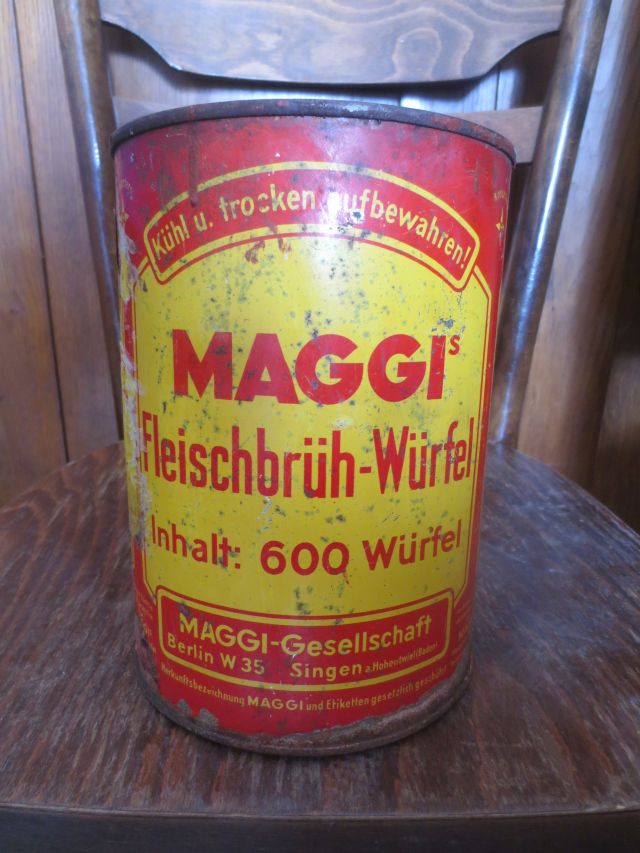 Kühl u. trocken aufbewahren!
MAGGIs
Fleischbrüh-Würfel
Inhalt: 600 Würfel
MAGGI-Gesellschaft
Berlin W 35 Singen a. Hohentwiel (Baden)
Herkunftsbezeichnung MAGGI und Etiketten gesetzlich geschützt